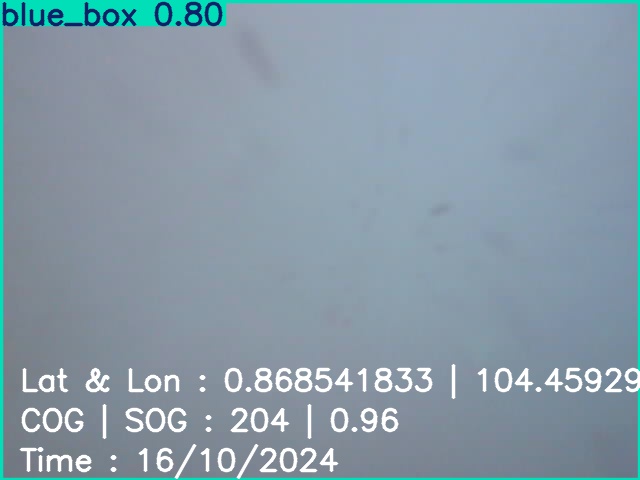 blue_box 0.80
Lat & Lon : 0.868541833 | 104.45929
COG | SOG : 204 | 0.96
Time : 16/10/2024